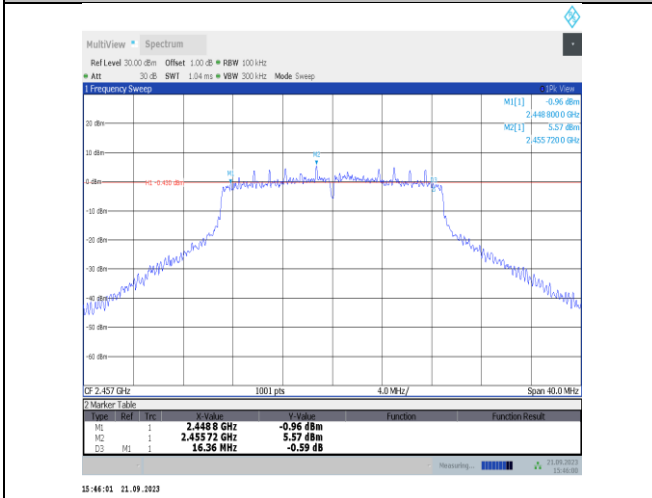 MultiView Spectrum
Ref Level 30.00 dBm Offset 1.00 dB RBW 100 kHz
Att 30 dB SWT 1.04 ms VBW 300 kHz Mode Sweep
1 Frequency Sweep 1Pk View
M1[1] -0.96 dBm
2.448 800 0 GHz
M2[1] 5.57 dBm
2.455 720 0 GHz
20 dBm
10 dBm
M2
0 dBm
M1
-10 dBm
-20 dBm
-30 dBm
-40 dBm
-50 dBm
-60 dBm
CF 2.457 GHz 1001 pts 4.0 MHz/ Span 40.0 MHz
2 Marker Table
Type Ref Trc X-Value Y-Value Function Function Result
M1 1 2.448 8 GHz -0.96 dBm
M2 1 2.455 72 GHz 5.57 dBm
D3 M1 1 16.36 MHz -0.59 dB
Measuring... 21.09.2023
15:46:00
15:46:01 21.09.2023